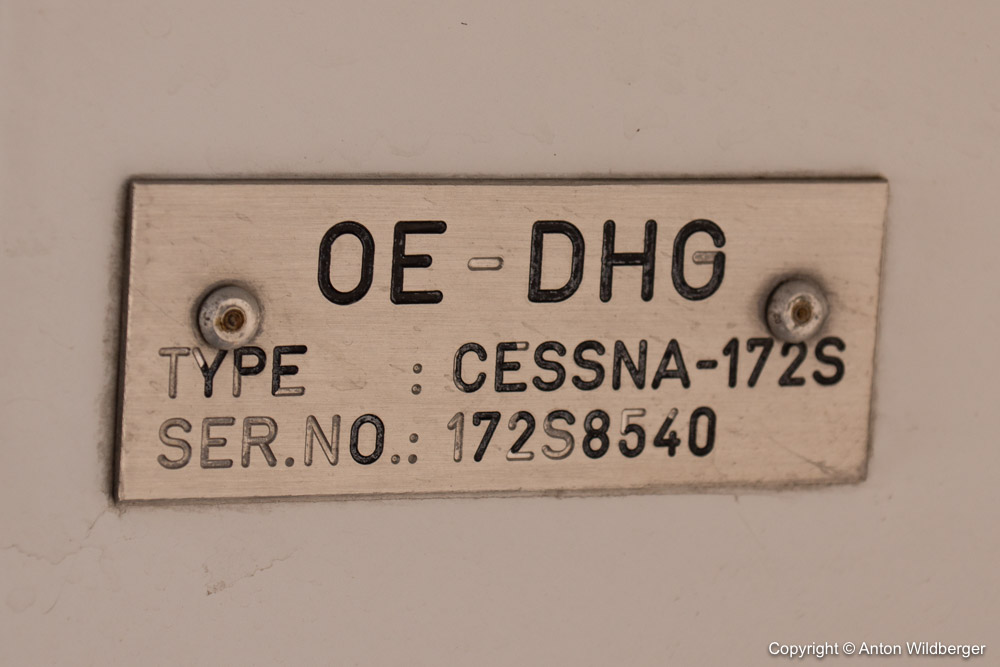 OE-DHG
TYPE : CESSNA-172S
SER.NO.: 172S8540
Copyright © Anton Wildberger